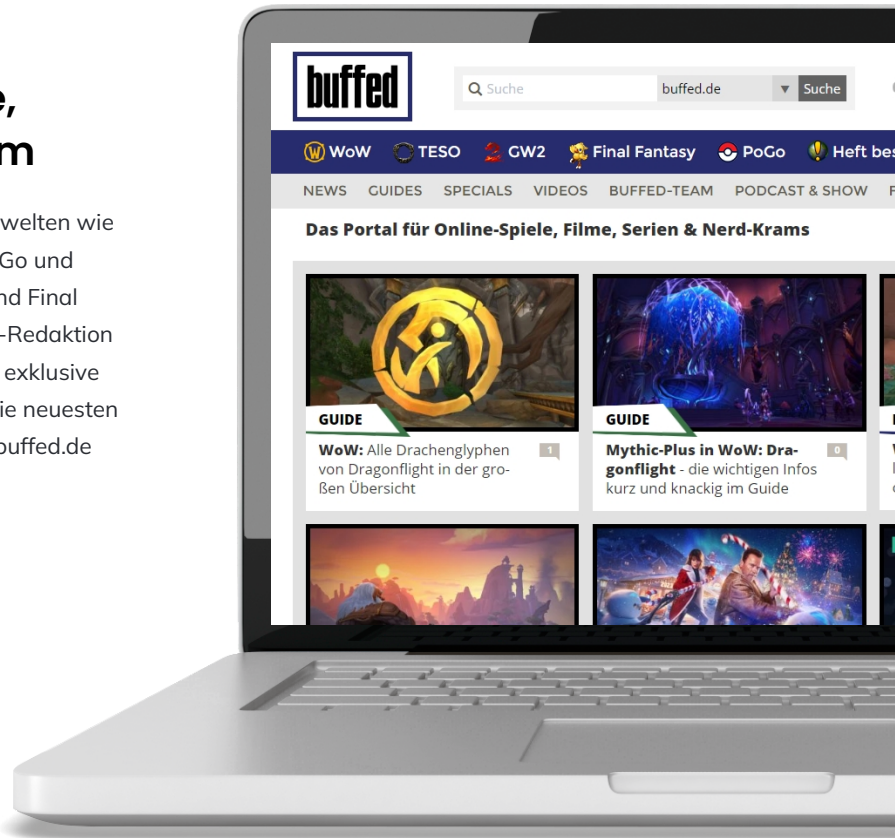 e,
m
welten wie
Go und
nd Final
-Redaktion
exklusive
ie neuesten
buffed.de
buffed
Suche
buffed.de
Suche
WoW
TESO
GW2
Final Fantasy
PoGo
Heft bes
NEWS
GUIDES
SPECIALS
VIDEOS
BUFFED-TEAM
PODCAST & SHOW
Das Portal für Online-Spiele, Filme, Serien & Nerd-Krams
GUIDE
WoW: Alle Drachenglyphen
von Dragonflight in der gro-
ßen Übersicht
1
GUIDE
Mythic-Plus in WoW: Dra-
gonflight - die wichtigen Infos
kurz und knackig im Guide
0